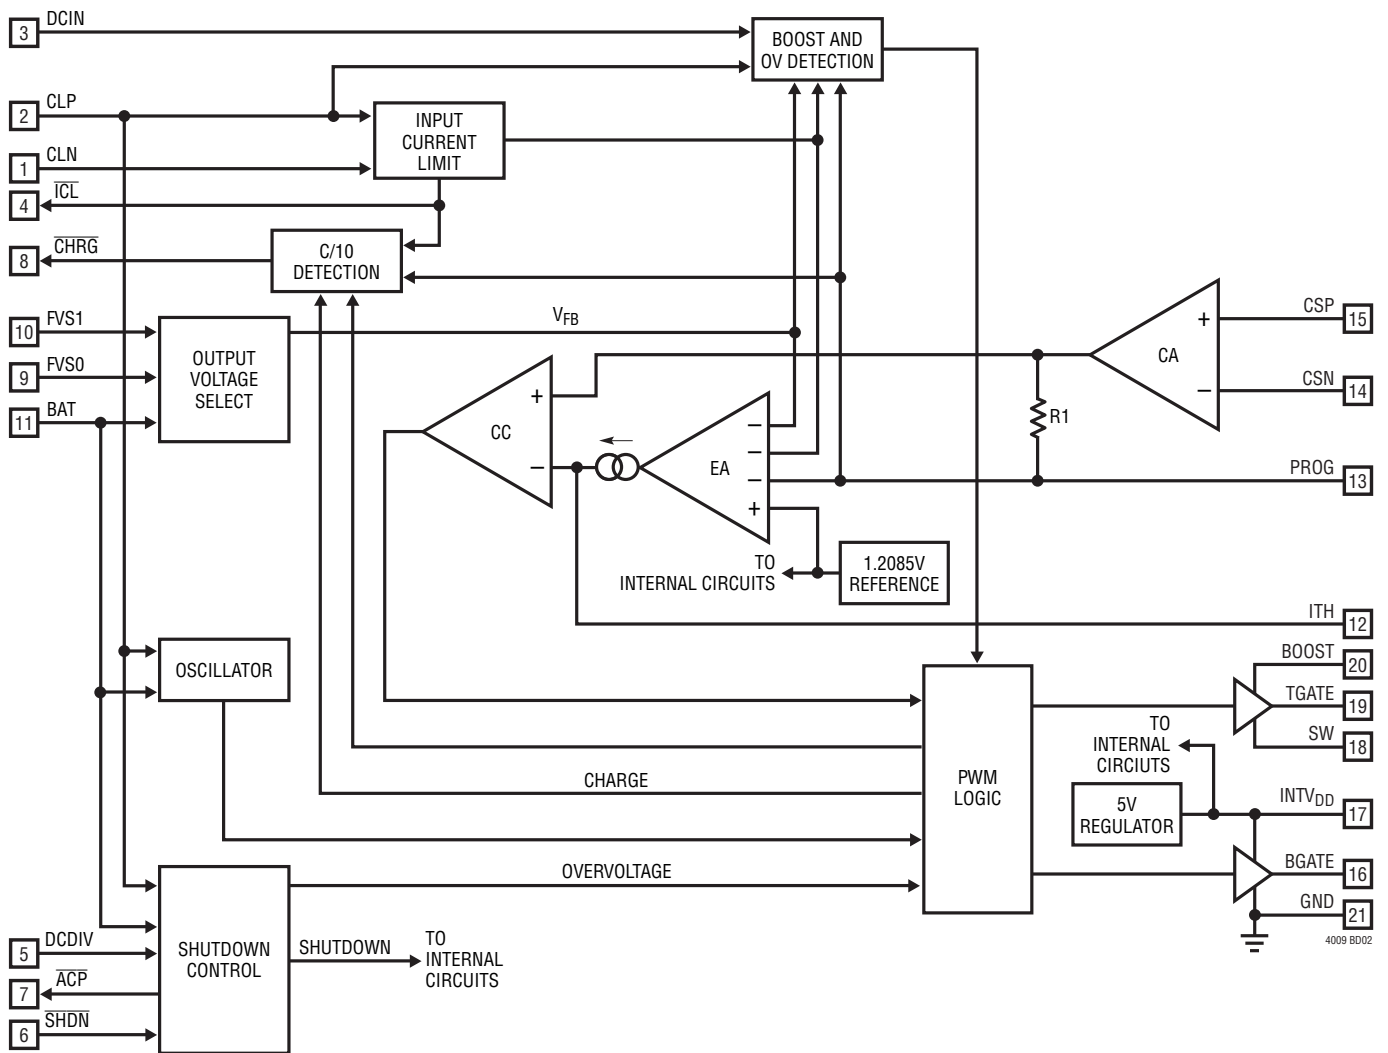 3 DCIN
BOOST AND
OV DETECTION
2 CLP
INPUT
CURRENT
LIMIT
1 CLN
4 ICL
8 CHRG
C/10
DETECTION
10 FVS1
9 FVS0
11 BAT
OUTPUT
VOLTAGE
SELECT
VFB
+
CC
−
−
−
−
+
EA
+
CA
−
CSP 15
CSN 14
R1
PROG 13
TO
INTERNAL CIRCUITS
1.2085V
REFERENCE
ITH 12
BOOST 20
TGATE 19
SW 18
OSCILLATOR
TO
INTERNAL
CIRCIUTS
PWM
LOGIC
CHARGE
5V
REGULATOR
INTVDD 17
BGATE 16
GND 21
OVERVOLTAGE
5 DCDIV
7 ACP
6 SHDN
SHUTDOWN
CONTROL
SHUTDOWN
TO
INTERNAL
CIRCUITS
4009 BD02